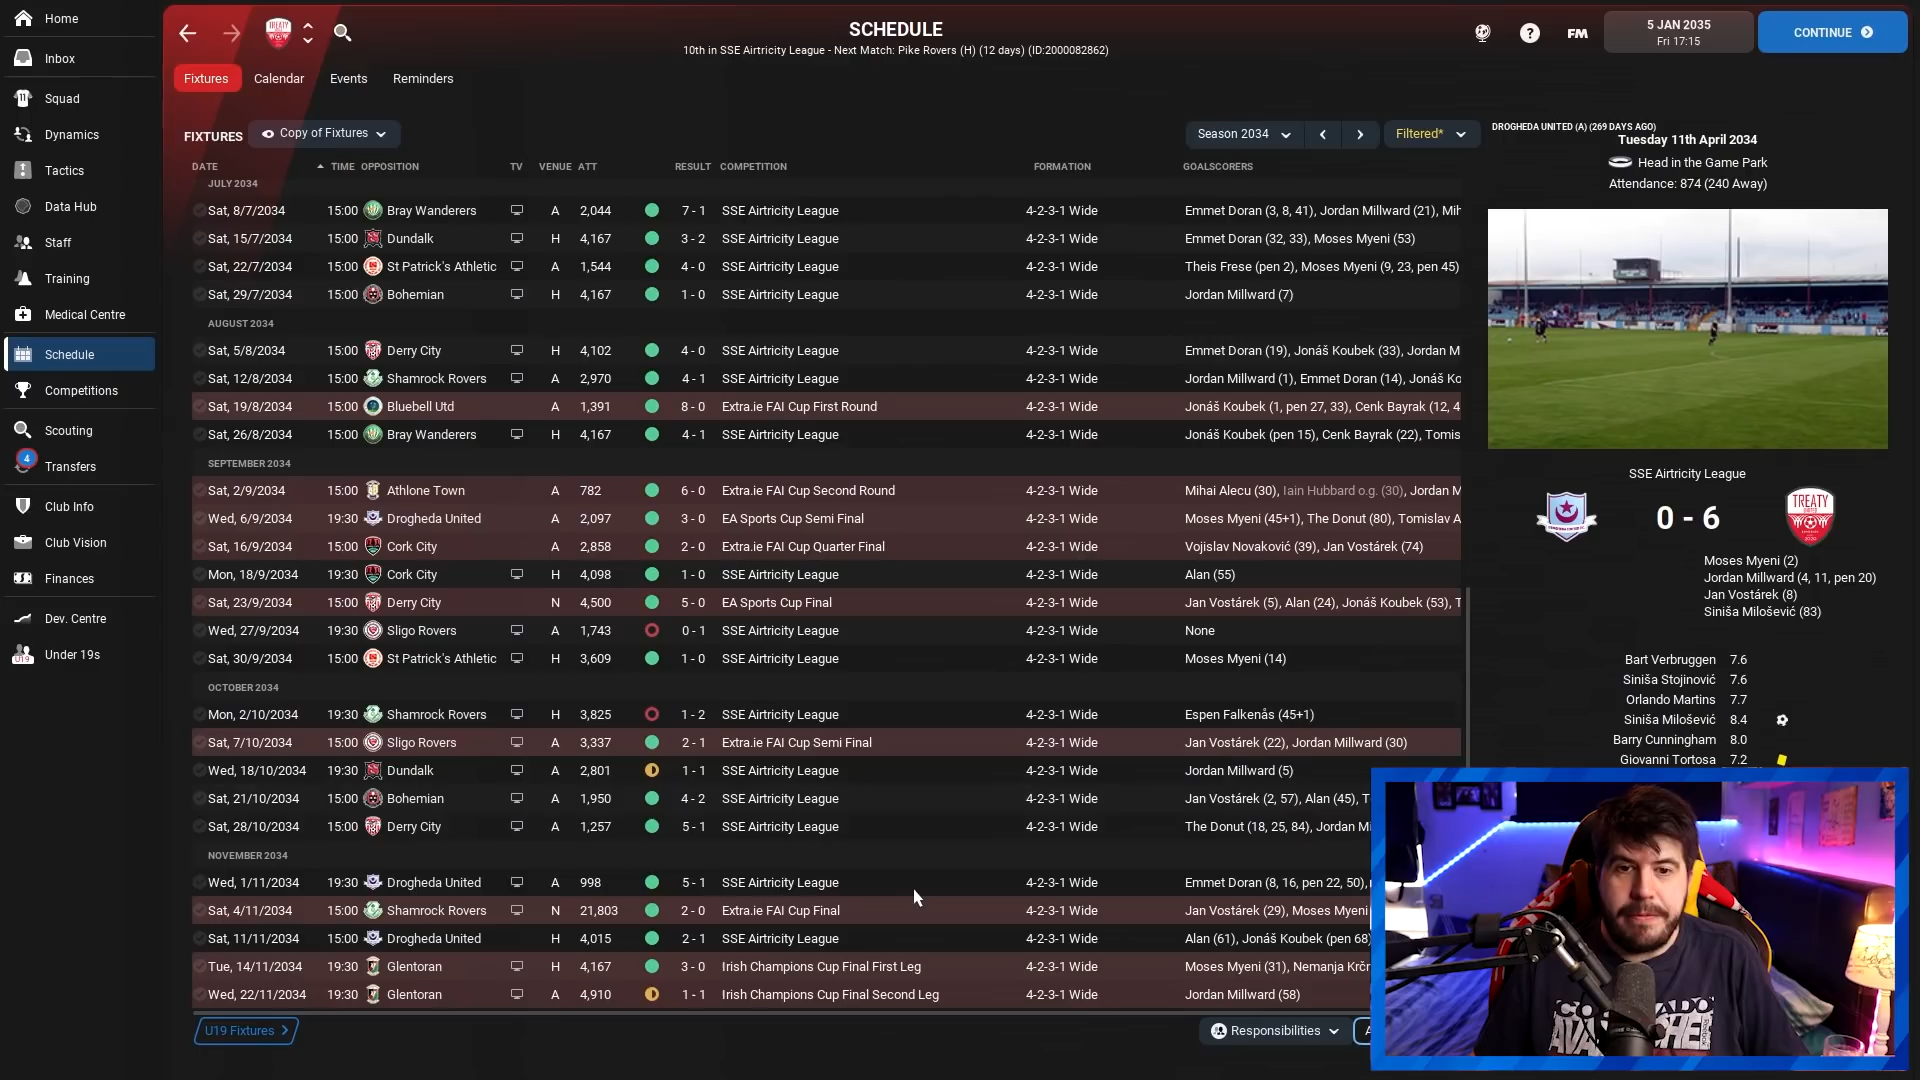 Home
Inbox
Squad
Dynamics
Tactics
Data Hub
Staff
Training
Medical Centre
Schedule
Competitions
Scouting
4
Transfers
Club Info
Club Vision
Finances
Dev. Centre
U19
Under 19s
TREATY
SCHEDULE
10th in SSE Airtricity League - Next Match: Pike Rovers (H) (12 days) (ID:2000082862)
?
FM
5 JAN 2035
Fri 17:15
CONTINUE
Fixtures Calendar Events Reminders
FIXTURES Copy of Fixtures Season 2034 Filtered*
DATE TIME OPPOSITION TV VENUE ATT RESULT COMPETITION FORMATION GOALSCORERS
JULY 2034
Sat, 8/7/2034 15:00 Bray Wanderers A 2,044 7 - 1 SSE Airtricity League 4-2-3-1 Wide Emmet Doran (3, 8, 41), Jordan Millward (21), Mih
Sat, 15/7/2034 15:00 Dundalk H 4,167 3 - 2 SSE Airtricity League 4-2-3-1 Wide Emmet Doran (32, 33), Moses Myeni (53)
Sat, 22/7/2034 15:00 St Patrick's Athletic A 1,544 4 - 0 SSE Airtricity League 4-2-3-1 Wide Theis Frese (pen 2), Moses Myeni (9, 23, pen 45)
Sat, 29/7/2034 15:00 Bohemian H 4,167 1 - 0 SSE Airtricity League 4-2-3-1 Wide Jordan Millward (7)
AUGUST 2034
Sat, 5/8/2034 15:00 Derry City H 4,102 4 - 0 SSE Airtricity League 4-2-3-1 Wide Emmet Doran (19), Jonáš Koubek (33), Jordan M
Sat, 12/8/2034 15:00 Shamrock Rovers A 2,970 4 - 1 SSE Airtricity League 4-2-3-1 Wide Jordan Millward (1), Emmet Doran (14), Jonáš Ko
Sat, 19/8/2034 15:00 Bluebell Utd A 1,391 8 - 0 Extra.ie FAI Cup First Round 4-2-3-1 Wide Jonáš Koubek (1, pen 27, 33), Cenk Bayrak (12, 4
Sat, 26/8/2034 15:00 Bray Wanderers H 4,167 4 - 1 SSE Airtricity League 4-2-3-1 Wide Jonáš Koubek (pen 15), Cenk Bayrak (22), Tomis
SEPTEMBER 2034
Sat, 2/9/2034 15:00 Athlone Town A 782 6 - 0 Extra.ie FAI Cup Second Round 4-2-3-1 Wide Mihai Alecu (30), Iain Hubbard o.g. (30), Jordan M
Wed, 6/9/2034 19:30 Drogheda United A 2,097 3 - 0 EA Sports Cup Semi Final 4-2-3-1 Wide Moses Myeni (45+1), The Donut (80), Tomislav A
Sat, 16/9/2034 15:00 Cork City A 2,858 2 - 0 Extra.ie FAI Cup Quarter Final 4-2-3-1 Wide Vojislav Novaković (39), Jan Vostárek (74)
Mon, 18/9/2034 19:30 Cork City H 4,098 1 - 0 SSE Airtricity League 4-2-3-1 Wide Alan (55)
Sat, 23/9/2034 15:00 Derry City N 4,500 5 - 0 EA Sports Cup Final 4-2-3-1 Wide Jan Vostárek (5), Alan (24), Jonáš Koubek (53), T
Wed, 27/9/2034 19:30 Sligo Rovers A 1,743 0 - 1 SSE Airtricity League 4-2-3-1 Wide None
Sat, 30/9/2034 15:00 St Patrick's Athletic H 3,609 1 - 0 SSE Airtricity League 4-2-3-1 Wide Moses Myeni (14)
OCTOBER 2034
Mon, 2/10/2034 19:30 Shamrock Rovers H 3,825 1 - 2 SSE Airtricity League 4-2-3-1 Wide Espen Falkenås (45+1)
Sat, 7/10/2034 15:00 Sligo Rovers A 3,337 2 - 1 Extra.ie FAI Cup Semi Final 4-2-3-1 Wide Jan Vostárek (22), Jordan Millward (30)
Wed, 18/10/2034 19:30 Dundalk A 2,801 1 - 1 SSE Airtricity League 4-2-3-1 Wide Jordan Millward (5)
Sat, 21/10/2034 15:00 Bohemian A 1,950 4 - 2 SSE Airtricity League 4-2-3-1 Wide Jan Vostárek (2, 57), Alan (45), T
Sat, 28/10/2034 15:00 Derry City A 1,257 5 - 1 SSE Airtricity League 4-2-3-1 Wide The Donut (18, 25, 84), Jordan Mi
NOVEMBER 2034
Wed, 1/11/2034 19:30 Drogheda United A 998 5 - 1 SSE Airtricity League 4-2-3-1 Wide Emmet Doran (8, 16, pen 22, 50),
Sat, 4/11/2034 15:00 Shamrock Rovers N 21,803 2 - 0 Extra.ie FAI Cup Final 4-2-3-1 Wide Jan Vostárek (29), Moses Myeni
Sat, 11/11/2034 15:00 Drogheda United H 4,015 2 - 1 SSE Airtricity League 4-2-3-1 Wide Alan (61), Jonáš Koubek (pen 68)
Tue, 14/11/2034 19:30 Glentoran H 4,167 3 - 0 Irish Champions Cup Final First Leg 4-2-3-1 Wide Moses Myeni (31), Nemanja Krčr
Wed, 22/11/2034 19:30 Glentoran A 4,910 1 - 1 Irish Champions Cup Final Second Leg 4-2-3-1 Wide Jordan Millward (58)
U19 Fixtures Responsibilities
DROGHEDA UNITED (A) (269 DAYS AGO)
Tuesday 11th April 2034
Head in the Game Park
Attendance: 874 (240 Away)
SSE Airtricity League
0 - 6
TREATY
Moses Myeni (2)
Jordan Millward (4, 11, pen 20)
Jan Vostárek (8)
Siniša Milošević (83)
Bart Verbruggen 7.6
Siniša Stojinović 7.6
Orlando Martins 7.7
Siniša Milošević 8.4
Barry Cunningham 8.0
Giovanni Tortosa 7.2